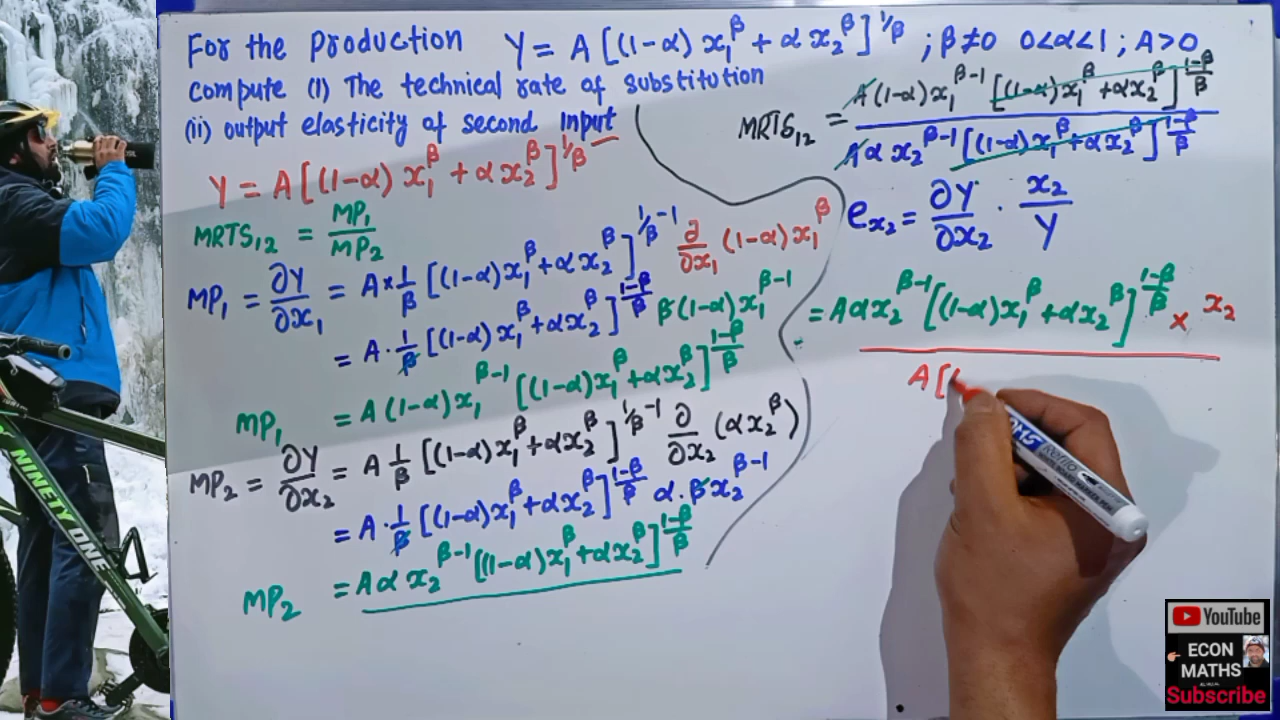 For the Production Y = A [(1-α) x₁^β + α x₂^β]^1/β ; β≠0 0<α<1 ; A>0
compute (i) The technical rate of substitution
(ii) output elasticity of second input
Y = A [(1-α) x₁^β + α x₂^β]^1/β
MRTS₁₂ = MP₁/MP₂
MP₁ = ∂Y/∂x₁ = A×1/β [(1-α)x₁^β + αx₂^β]^1/β-1 ∂/∂x₁ (1-α)x₁^β
= A·1/β [(1-α)x₁^β + αx₂^β]^(1-β)/β β(1-α)x₁^β-1
MP₁ = A(1-α)x₁^β-1 [(1-α)x₁^β + αx₂^β]^(1-β)/β
MP₂ = ∂Y/∂x₂ = A 1/β [(1-α)x₁^β + αx₂^β]^1/β-1 ∂/∂x₂ (αx₂^β)
= A·1/β [(1-α)x₁^β + αx₂^β]^(1-β)/β α·βx₂^β-1
MP₂ = Aαx₂^β-1 [(1-α)x₁^β + αx₂^β]^(1-β)/β
MRTS₁₂ = A(1-α)x₁^β-1 [(1-α)x₁^β + αx₂^β]^(1-β)/β
Aαx₂^β-1 [(1-α)x₁^β + αx₂^β]^(1-β)/β
e_x₂ = ∂Y/∂x₂ · x₂/Y
= Aαx₂^β-1 [(1-α)x₁^β + αx₂^β]^(1-β)/β × x₂
A[(
NINETY ONE
YouTube
ECON
MATHS
Subscribe